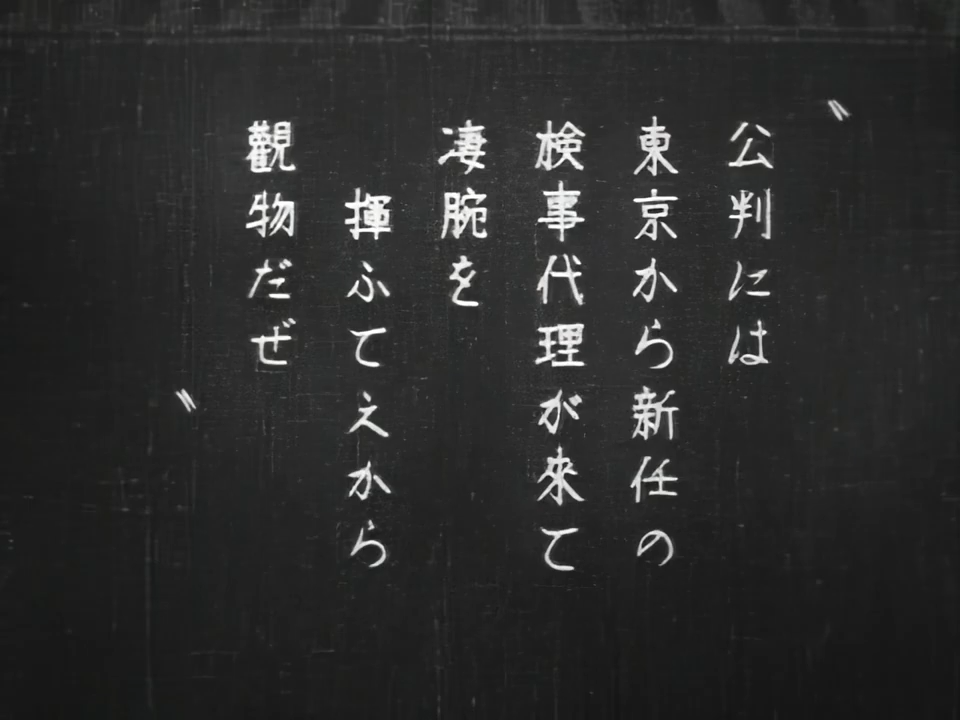 〝公判には
東京から新任の
検事代理が來て
凄腕を
揮ふてえから
觀物だぜ〟